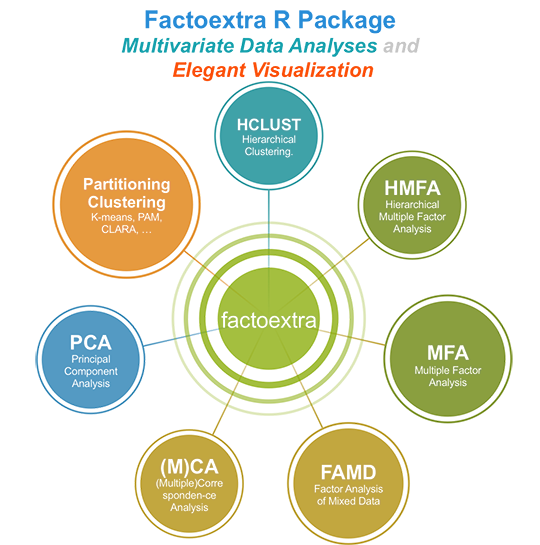 Factoextra R Package
Multivariate Data Analyses and
Elegant Visualization
HCLUST
Hierarchical
Clustering.
Partitioning
Clustering
K-means, PAM,
CLARA, ...
HMFA
Hierarchical
Multiple Factor
Analysis
factoextra
PCA
Principal
Component
Analysis
MFA
Multiple Factor
Analysis
(M)CA
(Multiple)Corre
sponden-ce
Analysis
FAMD
Factor Analysis
of Mixed Data